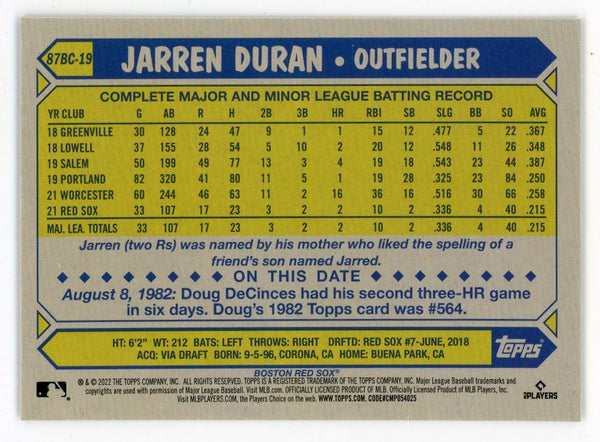 87BC-19 JARREN DURAN • OUTFIELDER
COMPLETE MAJOR AND MINOR LEAGUE BATTING RECORD
YR CLUB G AB R H 2B 3B HR RBI SB SLG BB SO AVG
18 GREENVILLE 30 128 24 47 9 1 1 15 12 .477 5 22 .367
18 LOWELL 37 155 28 54 5 10 2 20 12 .548 11 26 .348
19 SALEM 50 199 49 77 13 3 4 19 18 .543 23 44 .387
19 PORTLAND 82 320 41 80 11 5 1 19 28 .325 23 84 .250
21 WORCESTER 60 244 46 63 11 2 16 36 16 .516 30 66 .258
21 RED SOX 33 107 17 23 3 2 2 10 2 .336 4 40 .215
MAJ. LEA. TOTALS 33 107 17 23 3 2 2 10 2 .336 4 40 .215
Jarren (two Rs) was named by his mother who liked the spelling of
a friend's son named Jarred.
ON THIS DATE
August 8, 1982: Doug DeCinces had his second three-HR game
in six days. Doug's 1982 Topps card was #564.
HT: 6'2" WT: 212 BATS: LEFT THROWS: RIGHT DRFTD: RED SOX #7-JUNE, 2018
ACQ: VIA DRAFT BORN: 9-5-96, CORONA, CA HOME: BUENA PARK, CA
topps
BOSTON RED SOX®
® & © 2022 THE TOPPS COMPANY, INC. ALL RIGHTS RESERVED. TOPPS IS A REGISTERED TRADEMARK OF THE TOPPS COMPANY, INC. Major League Baseball trademarks and
copyrights are used with permission of Major League Baseball. Visit MLB.com. OFFICIALLY LICENSED PRODUCT OF MLB PLAYERS, INC. Officially Licensed Product of MLB Players, Inc. Visit
MLBPLAYERS.com, the Players Choice on the web. WWW.TOPPS.COM. CODE#CMP054025
PLAYERS